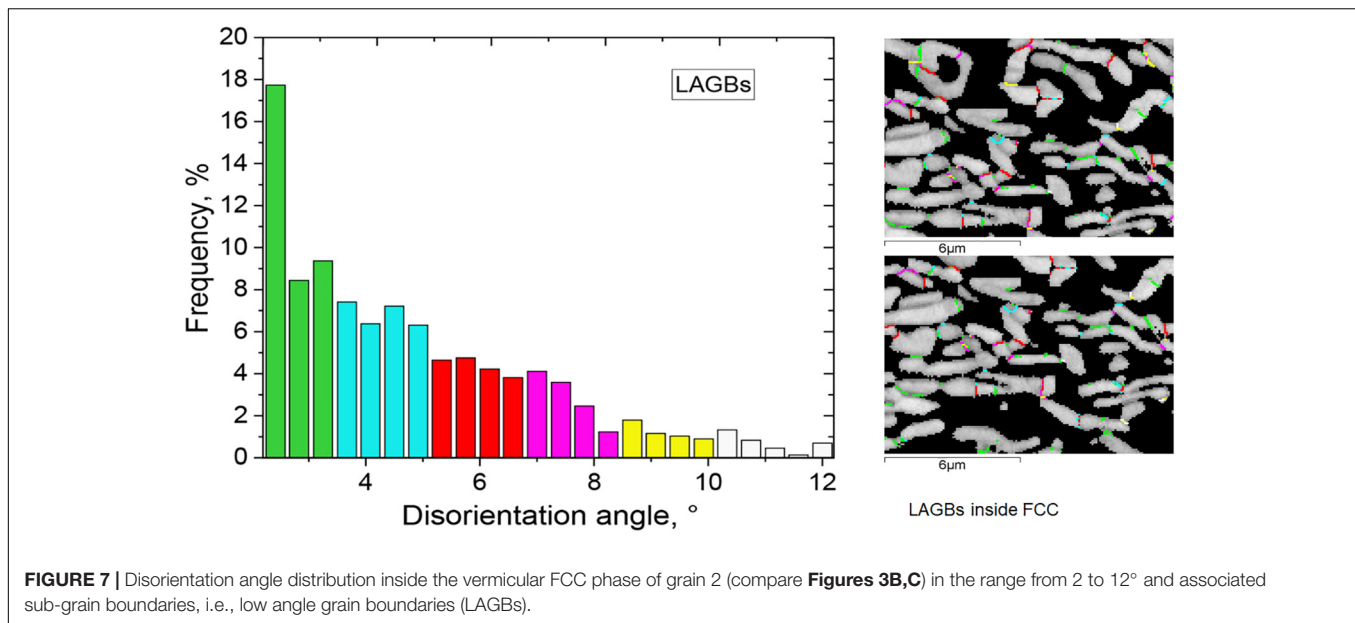 20
18
16
14
12
10
8
6
4
2
0
Frequency, %
LAGBs
4 6 8 10 12
Disorientation angle, °
6µm
6µm
LAGBs inside FCC
FIGURE 7 | Disorientation angle distribution inside the vermicular FCC phase of grain 2 (compare Figures 3B,C) in the range from 2 to 12° and associated
sub-grain boundaries, i.e., low angle grain boundaries (LAGBs).